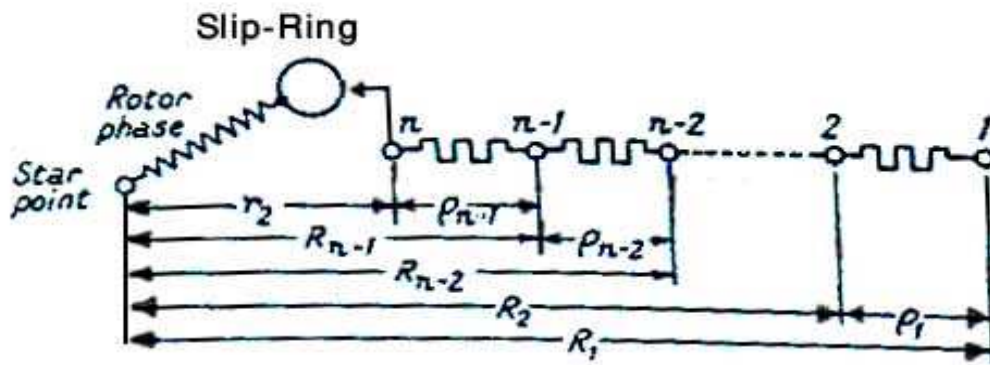 Slip-Ring
Rotor
phase
Star
point
n n-1 n-2 2 1
r₂ ρₙ₋₁
Rₙ₋₁ ρₙ₋₂
Rₙ₋₂
R₂ ρ₁
R₁